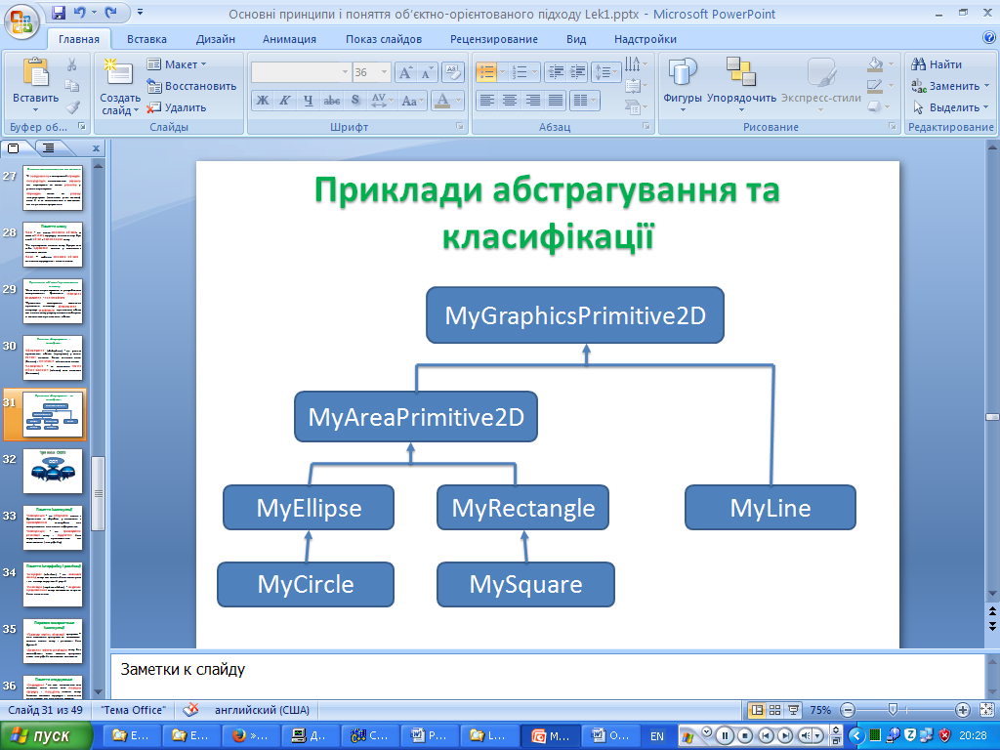 Основні принципи і поняття об'єктно-орієнтованого підходу Lek1.pptx - Microsoft PowerPoint
Главная Вставка Дизайн Анимация Показ слайдов Рецензирование Вид Надстройки
Вставить
Буфер об...
Создать слайд
Макет
Восстановить
Удалить
Слайды
36
Ж К Ч abc S AV Aa A
Шрифт
Абзац
Фигуры Упорядочить Экспресс-стили
Рисование
Найти
Заменить
Выделить
Редактирование
27
28
29
30
31
32
33
34
35
36
Приклади абстрагування та
класифікації
MyGraphicsPrimitive2D
MyAreaPrimitive2D
MyEllipse MyRectangle MyLine
MyCircle MySquare
Заметки к слайду
Слайд 31 из 49 "Тема Office" английский (США) 75%
пуск E... E... »... Д... C... P... L... M... O... EN 20:28